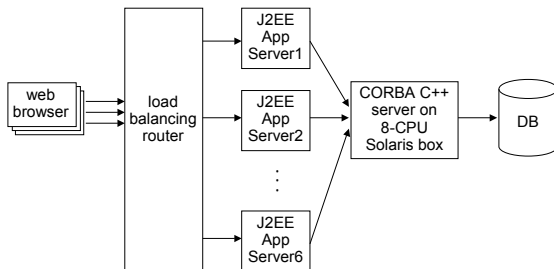 web
browser
load
balancing
router
J2EE
App
Server1
J2EE
App
Server2
J2EE
App
Server6
CORBA C++
server on
8-CPU
Solaris box
DB